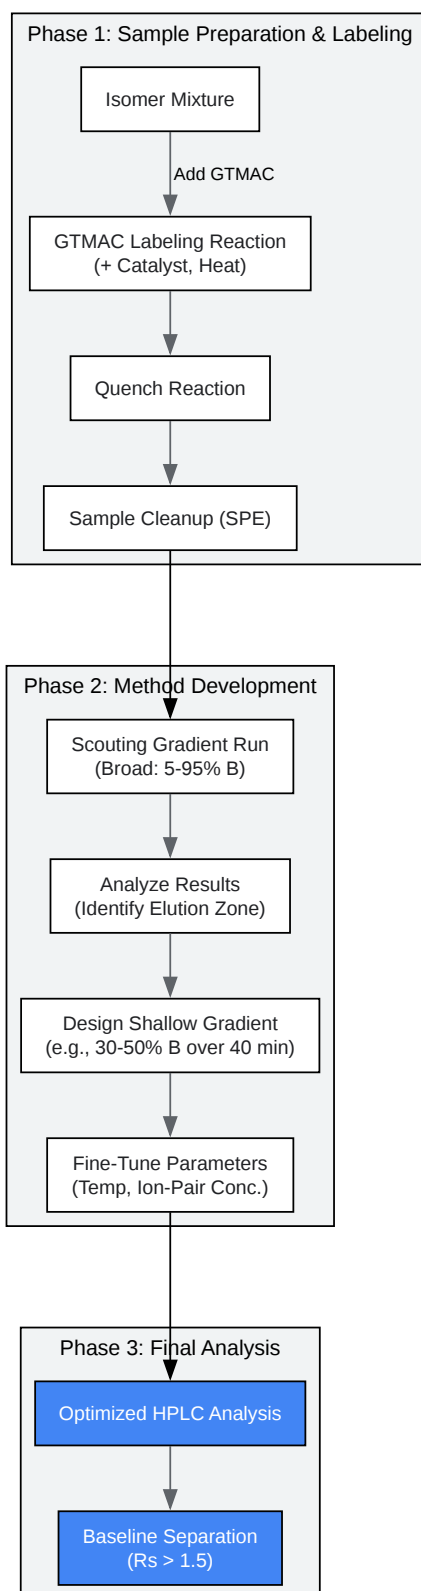 Phase 1: Sample Preparation & Labeling
Isomer Mixture
Add GTMAC
GTMAC Labeling Reaction
(+ Catalyst, Heat)
Quench Reaction
Sample Cleanup (SPE)
Phase 2: Method Development
Scouting Gradient Run
(Broad: 5-95% B)
Analyze Results
(Identify Elution Zone)
Design Shallow Gradient
(e.g., 30-50% B over 40 min)
Fine-Tune Parameters
(Temp, Ion-Pair Conc.)
Phase 3: Final Analysis
Optimized HPLC Analysis
Baseline Separation
(Rs > 1.5)